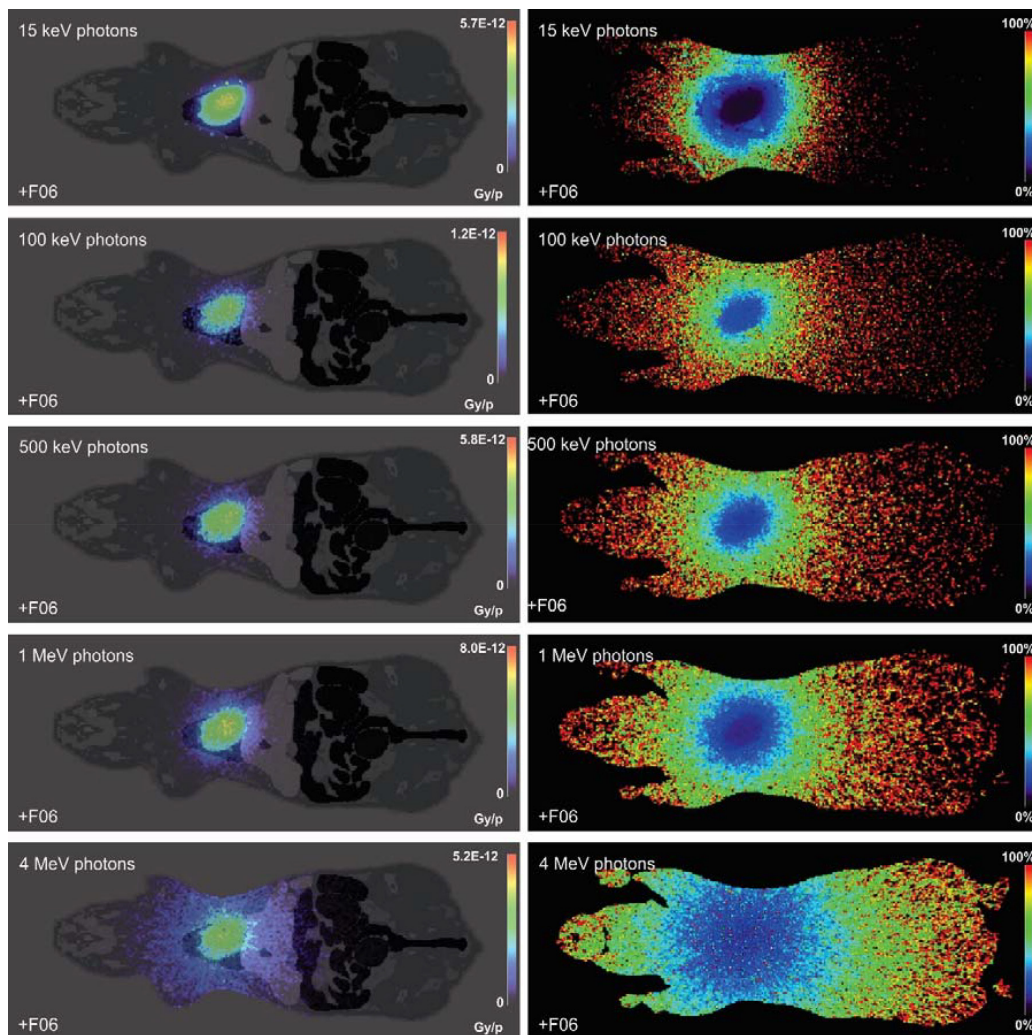 15 keV photons
5.7E-12
0
+F06
Gy/p
15 keV photons
100%
0%
+F06
100 keV photons
1.2E-12
0
+F06
Gy/p
100 keV photons
100%
0%
+F06
500 keV photons
5.8E-12
0
+F06
Gy/p
500 keV photons
100%
0%
+F06
1 MeV photons
8.0E-12
0
+F06
Gy/p
1 MeV photons
100%
0%
+F06
4 MeV photons
5.2E-12
0
+F06
Gy/p
4 MeV photons
100%
0%
+F06